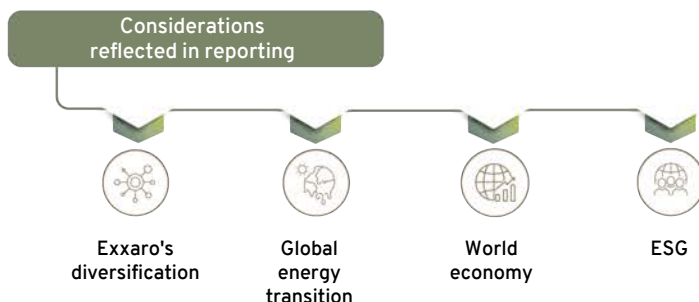 Considerations
reflected in reporting
Exxaro's
diversification
Global
energy
transition
World
economy
ESG